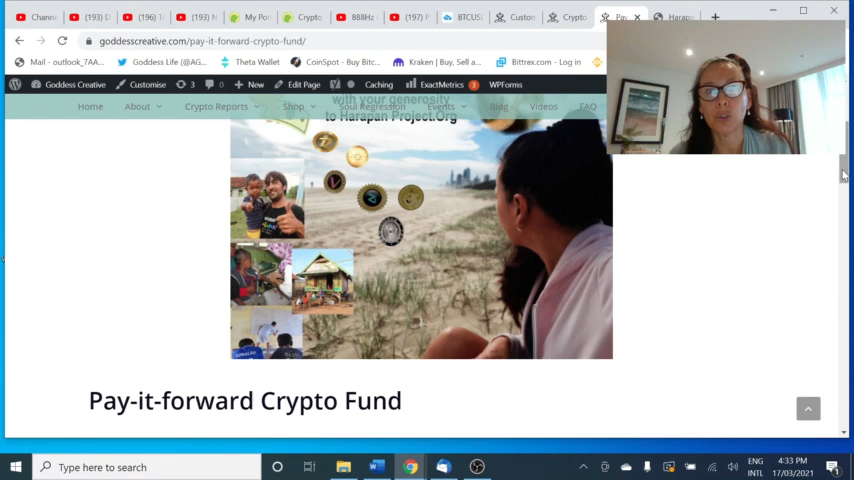 Channe
(193) D
(196) Ti
(193) N
My Por
Crypto
888Hz
(197) P
BTCUS
Custom
Crypto
Pay
Harapa
goddesscreative.com/pay-it-forward-crypto-fund/
Mail - outlook_7AA...
Goddess Life (@AG...
Theta Wallet
CoinSpot - Buy Bitc...
Kraken | Buy, Sell a...
Bittrex.com - Log in
Goddess Creative
Customise
3
0
New
Edit Page
Caching
ExactMetrics
3
WPForms
Home
About
Crypto Reports
Shop
Soul Regression
Events
Blog
Videos
FAQ
with your generosity
to Harapan Project.Org
Pay-it-forward Crypto Fund
Type here to search
ENG
INTL
4:33 PM
17/03/2021
1